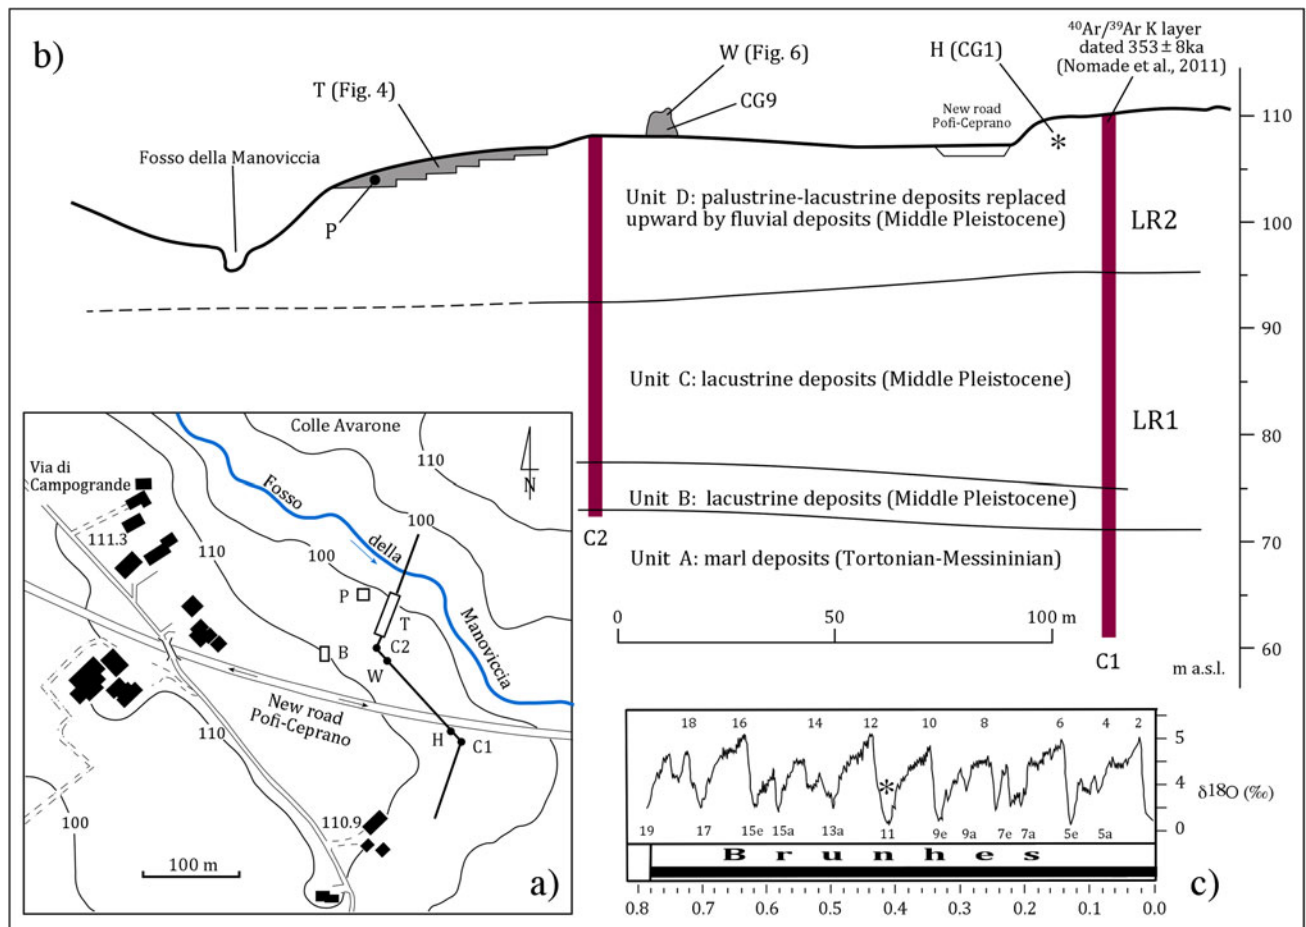 b)
⁴⁰Ar/³⁹Ar K layer
dated 353 ± 8ka
(Nomade et al., 2011)
W (Fig. 6)
H (CG1)
T (Fig. 4)
CG9
New road
Pofi-Ceprano
*
110
Fosso della Manoviccia
P
Unit D: palustrine-lacustrine deposits replaced
upward by fluvial deposits (Middle Pleistocene)
LR2
100
90
Unit C: lacustrine deposits (Middle Pleistocene)
LR1
80
Unit B: lacustrine deposits (Middle Pleistocene)
C2
70
Unit A: marl deposits (Tortonian-Messininian)
0
50
100 m
60
C1
m a.s.l.
Colle Avarone
110
N
Via di
Campogrande
Fosso
100
111.3
110
100
della
P
T
Manoviccia
C2
B
W
New road
Pofi-Ceprano
110
H
C1
100
110.9
100 m
a)
18 16 14 12 10 8 6 4 2
5
4
*
δ18O (‰)
0
19 17 15e 15a 13a 11 9e 9a 7e 7a 5e 5a
Brunhes
c)
0.8 0.7 0.6 0.5 0.4 0.3 0.2 0.1 0.0